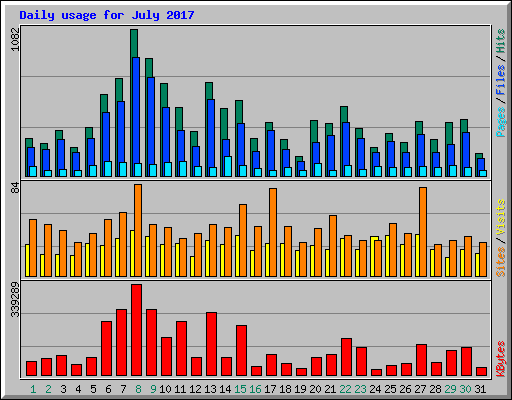 Daily usage for July 2017
1082
Pages / Files / Hits
84
Sites / Visits
339289
KBytes
1 2 3 4 5 6 7 8 9 10 11 12 13 14 15 16 17 18 19 20 21 22 23 24 25 26 27 28 29 30 31